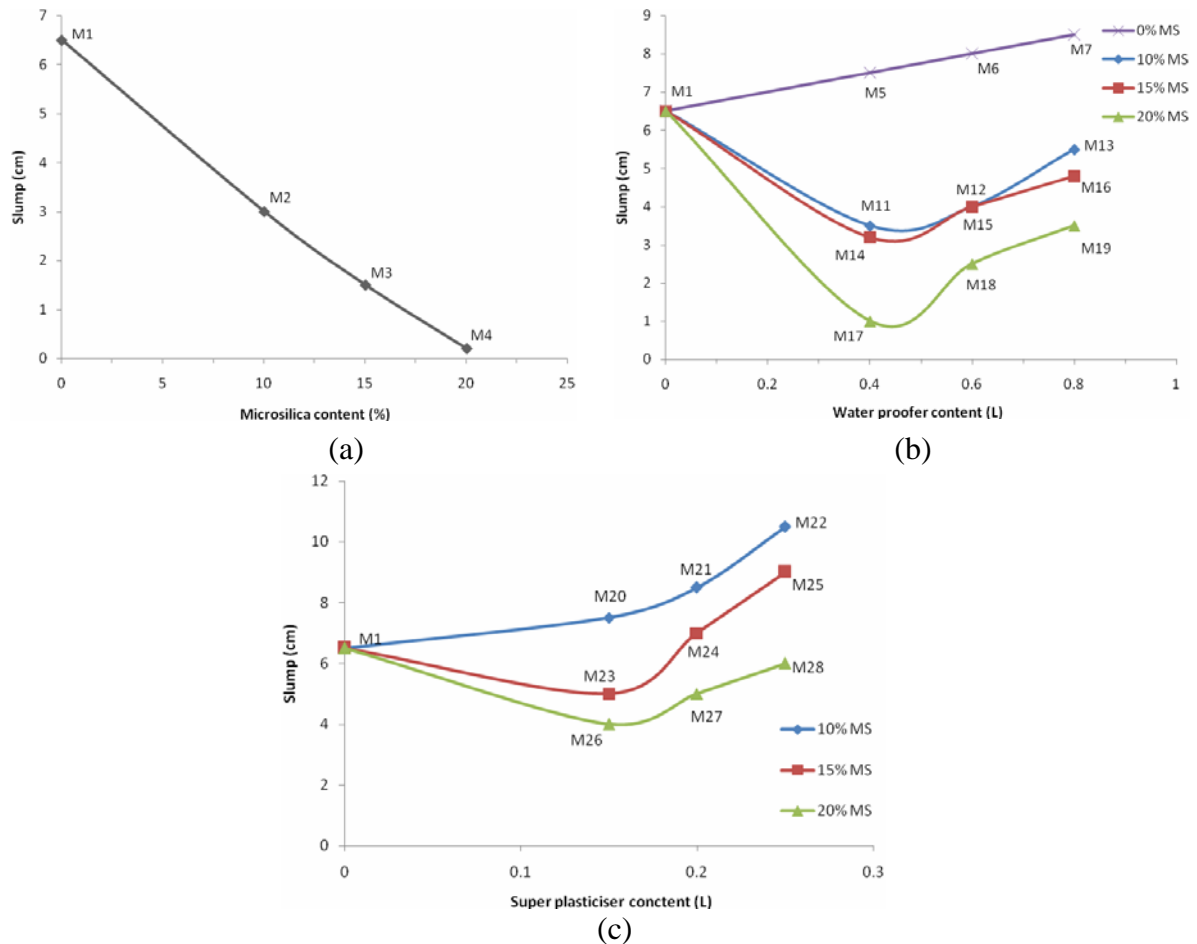 7
6
5
4
3
2
1
0
Slump (cm)
M1
M2
M3
M4
0 5 10 15 20 25
Microsilica content (%)
(a)
9
8
7
6
5
4
3
2
1
0
Slump (cm)
0% MS
10% MS
15% MS
20% MS
M1
M5
M6
M7
M11
M12
M13
M14
M15
M16
M17
M18
M19
0 0.2 0.4 0.6 0.8 1
Water proofer content (L)
(b)
12
10
8
6
4
2
0
Slump (cm)
M1
M20
M21
M22
M23
M24
M25
M26
M27
M28
10% MS
15% MS
20% MS
0 0.1 0.2 0.3
Super plasticiser conctent (L)
(c)